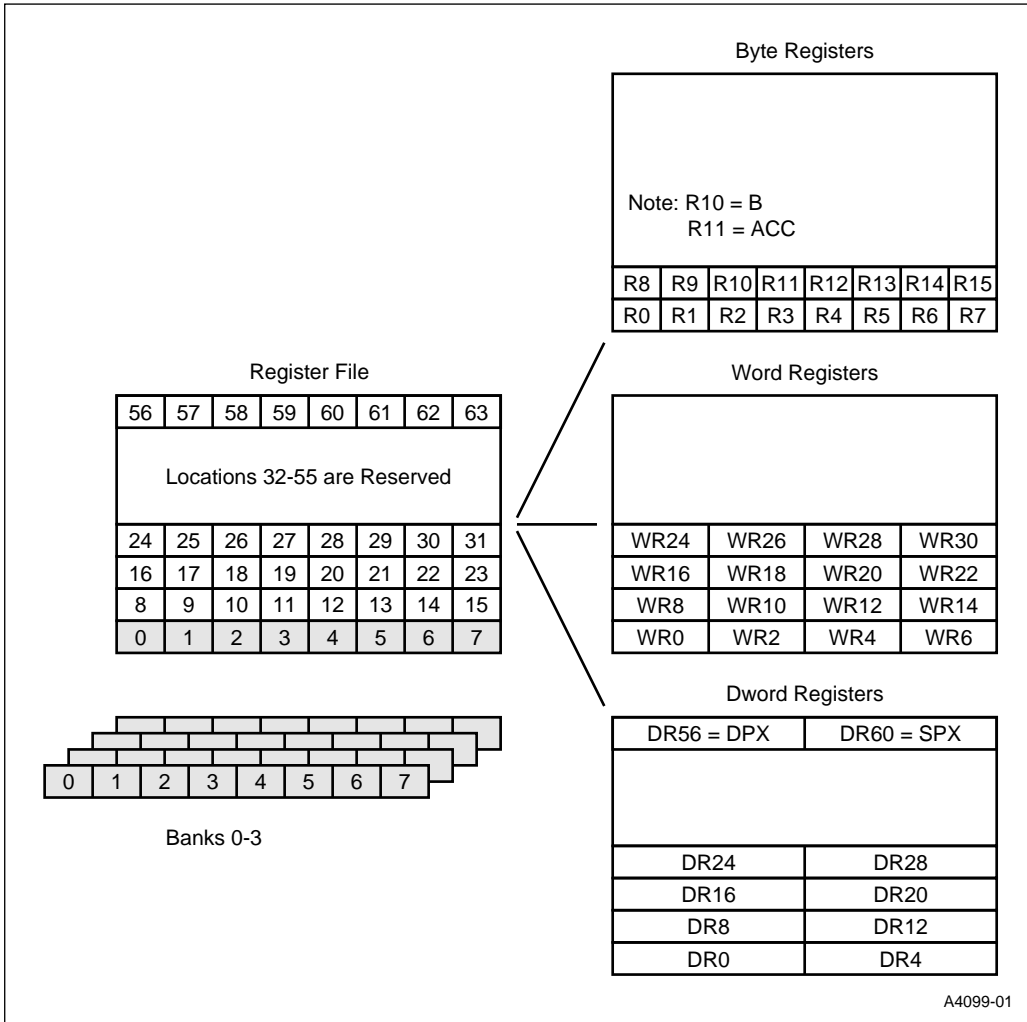 Byte Registers
Note: R10 = B
R11 = ACC
R8 R9 R10 R11 R12 R13 R14 R15
R0 R1 R2 R3 R4 R5 R6 R7
Register File
56 57 58 59 60 61 62 63
Locations 32-55 are Reserved
24 25 26 27 28 29 30 31
16 17 18 19 20 21 22 23
8 9 10 11 12 13 14 15
0 1 2 3 4 5 6 7
0 1 2 3 4 5 6 7
Banks 0-3
Word Registers
WR24 WR26 WR28 WR30
WR16 WR18 WR20 WR22
WR8 WR10 WR12 WR14
WR0 WR2 WR4 WR6
Dword Registers
DR56 = DPX DR60 = SPX
DR24 DR28
DR16 DR20
DR8 DR12
DR0 DR4
A4099-01